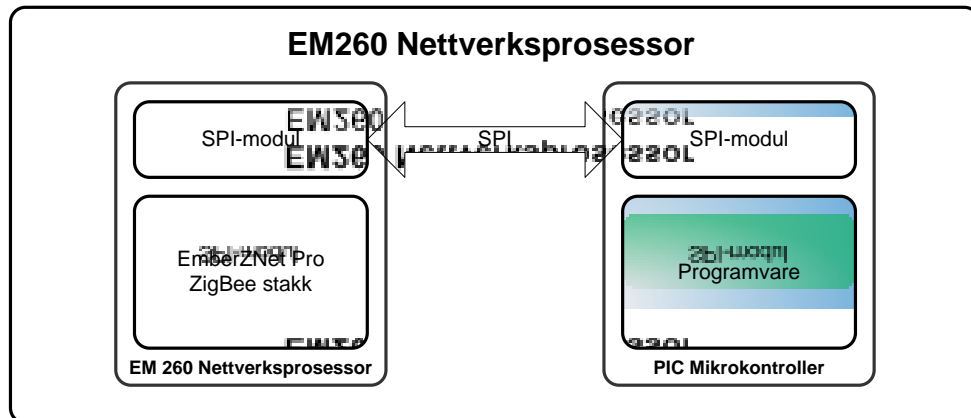 EM260 Nettverksprosessor
SPI-modul
SPI
SPI-modul
EmberZNet Pro
ZigBee stakk
Programvare
EM 260 Nettverksprosessor
PIC Mikrokontroller